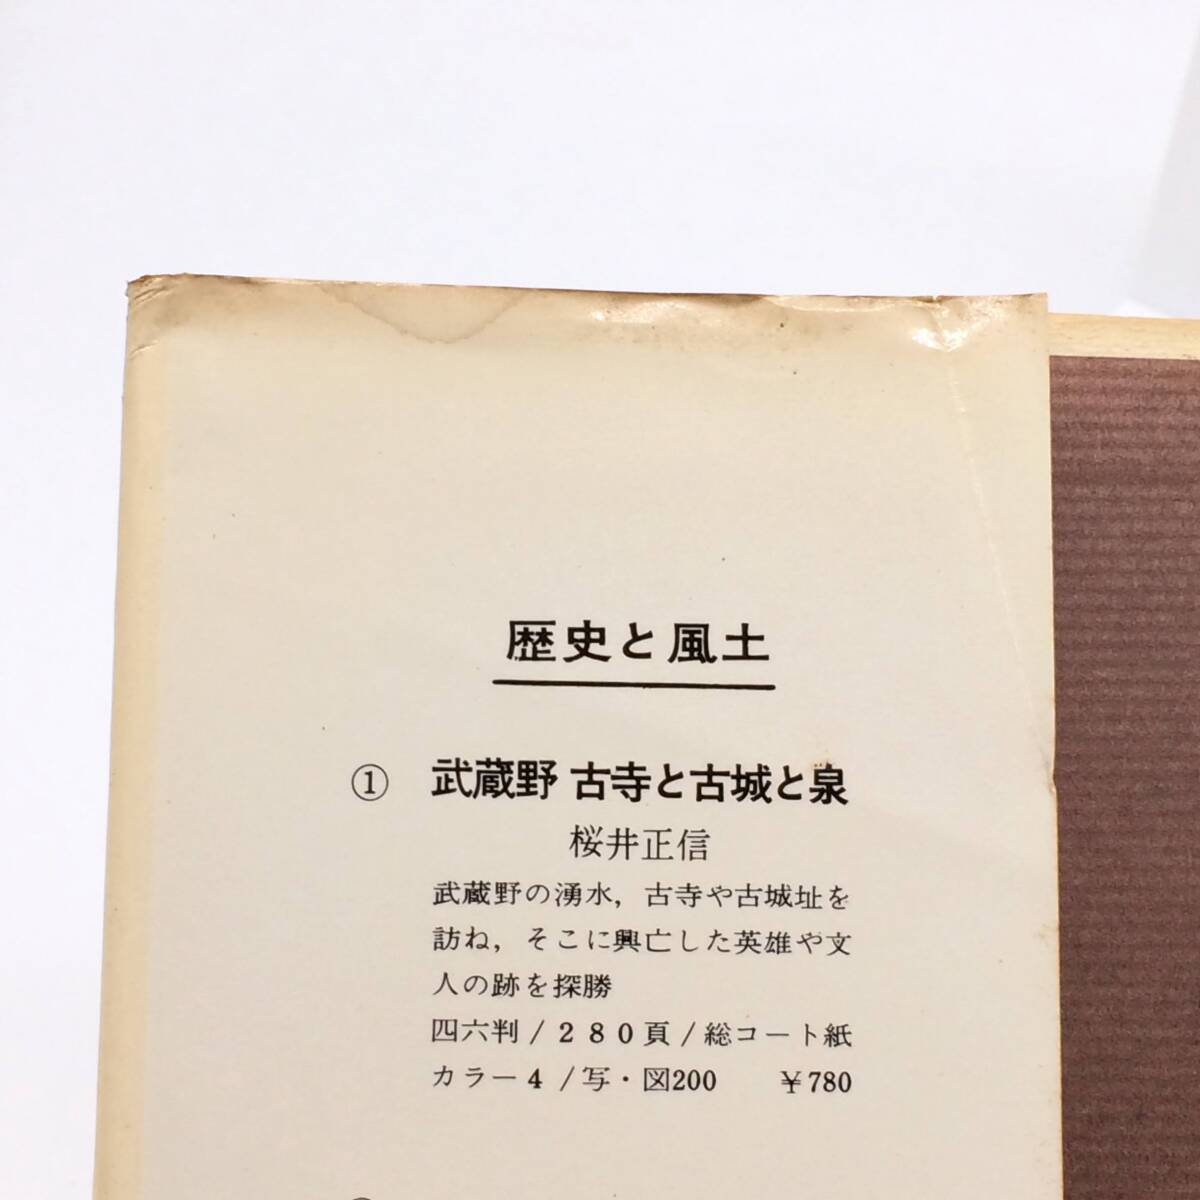 歴史と風土
① 武蔵野 古寺と古城と泉
桜井正信
武蔵野の湧水，古寺や古城址を
訪ね，そこに興亡した英雄や文
人の跡を探勝
四六判/280頁/総コート紙
カラー4/写・図200 ￥780